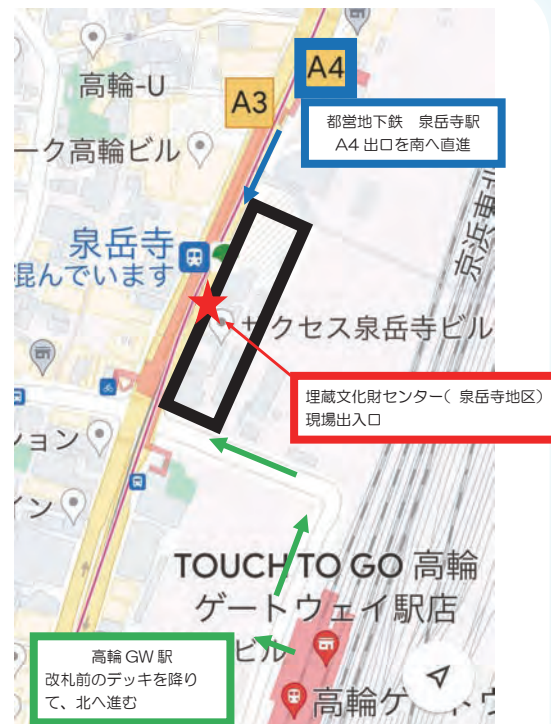 高輪-U
A4
A3
都営地下鉄 泉岳寺駅
A4 出口を南へ直進
ーク高輪ビル
京浜東北
泉岳寺
混んでいます
サクセス泉岳寺ビル
埋蔵文化財センター( 泉岳寺地区)
現場出入口
ション
イン
TOUCH TO GO 高輪
ゲートウェイ駅店
ビル
高輪 GW 駅
改札前のデッキを降り
て、北へ進む
高輪ゲートウ